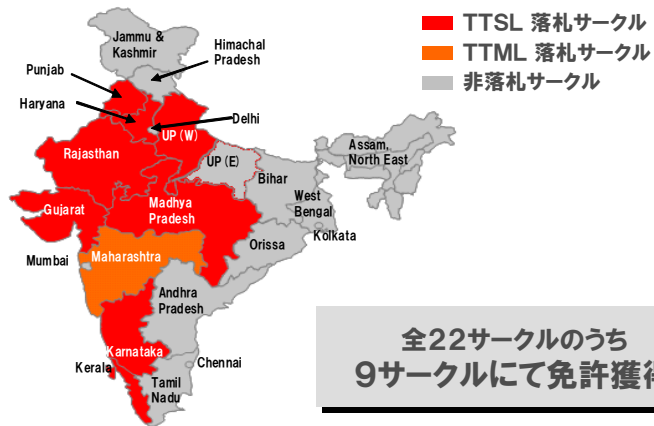 TTSL 落札サークル
TTML 落札サークル
非落札サークル
Jammu &
Kashmir
Himachal
Pradesh
Punjab
Haryana
Delhi
UP (W)
Rajasthan
UP (E)
Assam,
North East
Bihar
West
Bengal
Gujarat
Madhya
Pradesh
Kolkata
Orissa
Mumbai
Maharashtra
Andhra
Pradesh
Karnataka
Kerala
Chennai
Tamil
Nadu
全22サークルのうち
9サークルにて免許獲得